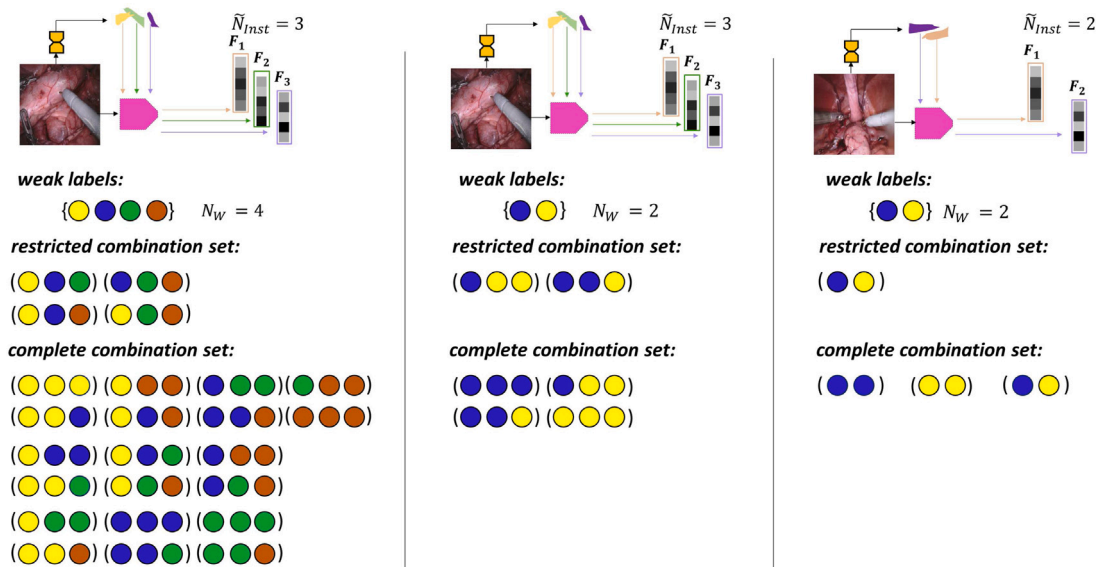 Ñ_Inst = 3
F₁
F₂
F₃
weak labels:
{ } N_W = 4
restricted combination set:
( ) ( )
( ) ( )
complete combination set:
( ) ( ) ( ) ( )
( ) ( ) ( ) ( )
( ) ( ) ( )
( ) ( ) ( )
( ) ( ) ( )
( ) ( ) ( )
Ñ_Inst = 3
F₁
F₂
F₃
weak labels:
{ } N_W = 2
restricted combination set:
( ) ( )
complete combination set:
( ) ( )
( ) ( )
Ñ_Inst = 2
F₁
F₂
weak labels:
{ } N_W = 2
restricted combination set:
( )
complete combination set:
( ) ( ) ( )